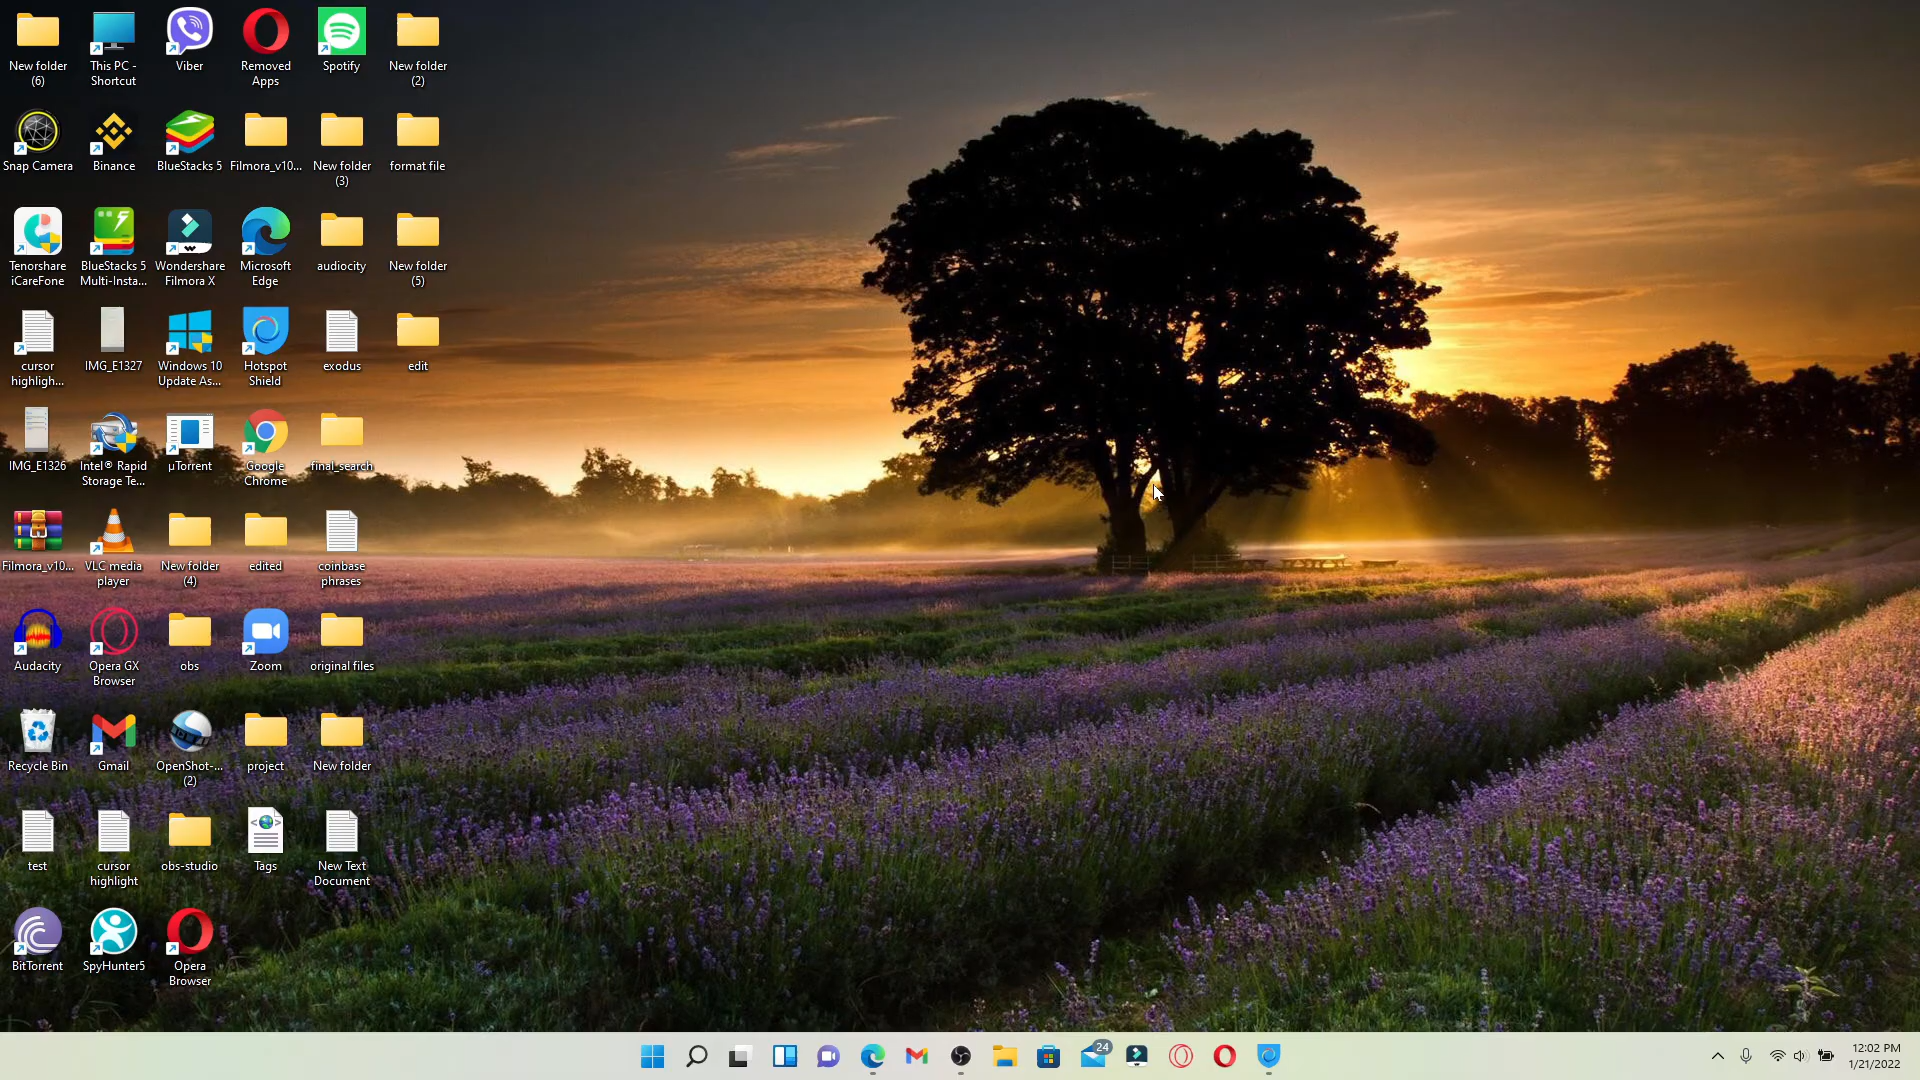 New folder
(6)
This PC -
Shortcut
Viber
Removed
Apps
Spotify
New folder
(2)
Snap Camera
Binance
BlueStacks 5
Filmora_v10...
New folder
(3)
format file
Tenorshare
iCareFone
BlueStacks 5
Multi-Insta...
Wondershare
Filmora X
Microsoft
Edge
audiocity
New folder
(5)
cursor
highligh...
IMG_E1327
Windows 10
Update As...
Hotspot
Shield
exodus
edit
IMG_E1326
Intel® Rapid
Storage Te...
µTorrent
Google
Chrome
final_search
Filmora_v10...
VLC media
player
New folder
(4)
edited
coinbase
phrases
Audacity
Opera GX
Browser
obs
Zoom
original files
Recycle Bin
Gmail
OpenShot-...
(2)
project
New folder
test
cursor
highlight
obs-studio
Tags
New Text
Document
BitTorrent
SpyHunter5
Opera
Browser
24
12:02 PM
1/21/2022